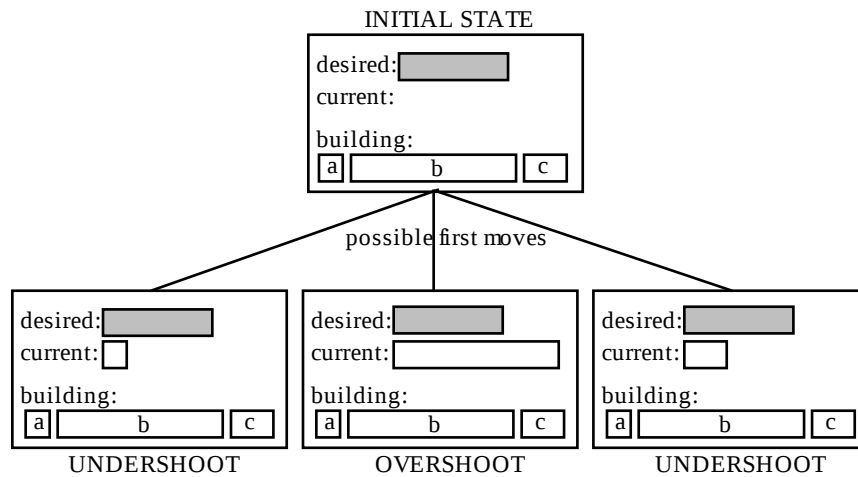 INITIAL STATE
desired:
current:
building:
a b c
possible first moves
desired:
current:
building:
a b c
UNDERSHOOT
desired:
current:
building:
a b c
OVERSHOOT
desired:
current:
building:
a b c
UNDERSHOOT